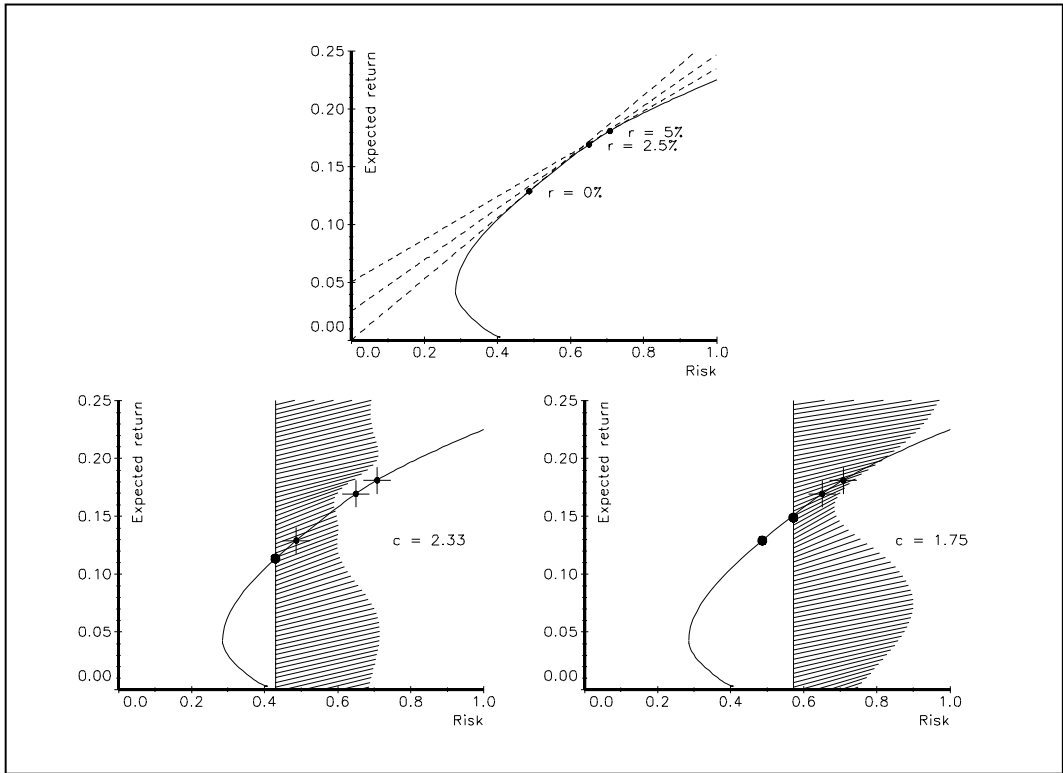 0.25
0.20
0.15
0.10
0.05
0.00
Expected return
r = 5%
r = 2.5%
r = 0%
0.0 0.2 0.4 0.6 0.8 1.0
Risk
0.25
0.20
0.15
0.10
0.05
0.00
Expected return
c = 2.33
0.0 0.2 0.4 0.6 0.8 1.0
Risk
0.25
0.20
0.15
0.10
0.05
0.00
Expected return
c = 1.75
0.0 0.2 0.4 0.6 0.8 1.0
Risk